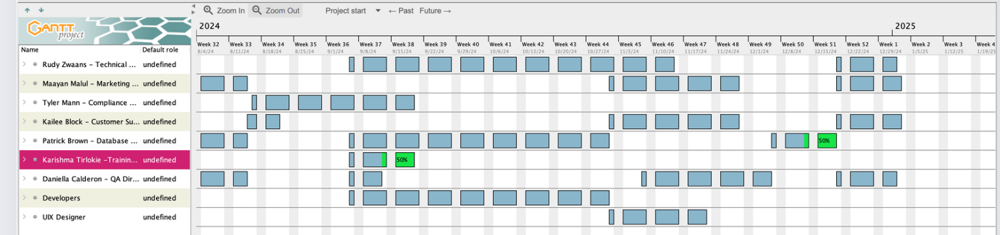 Zoom In Zoom Out Project start ← Past Future →
2024 2025
GANTT
project
Week 32 Week 33 Week 34 Week 35 Week 36 Week 37 Week 38 Week 39 Week 40 Week 41 Week 42 Week 43 Week 44 Week 45 Week 46 Week 47 Week 48 Week 49 Week 50 Week 51 Week 52 Week 1 Week 2 Week 3 Week 4
8/4/24 8/11/24 8/18/24 8/25/24 9/1/24 9/8/24 9/15/24 9/22/24 9/29/24 10/6/24 10/13/24 10/20/24 10/27/24 11/3/24 11/10/24 11/17/24 11/24/24 12/1/24 12/8/24 12/15/24 12/22/24 12/29/24 1/5/25 1/12/25 1/19/25
Name Default role
Rudy Zwaans – Technical ... undefined
Maayan Malul – Marketing ... undefined
Tyler Mann – Compliance ... undefined
Kailee Block – Customer Su... undefined
Patrick Brown – Database ... undefined 50%
Karishma Tirlokie –Trainin... undefined 50%
Daniella Calderon – QA Dir... undefined
Developers undefined
UIX Designer undefined